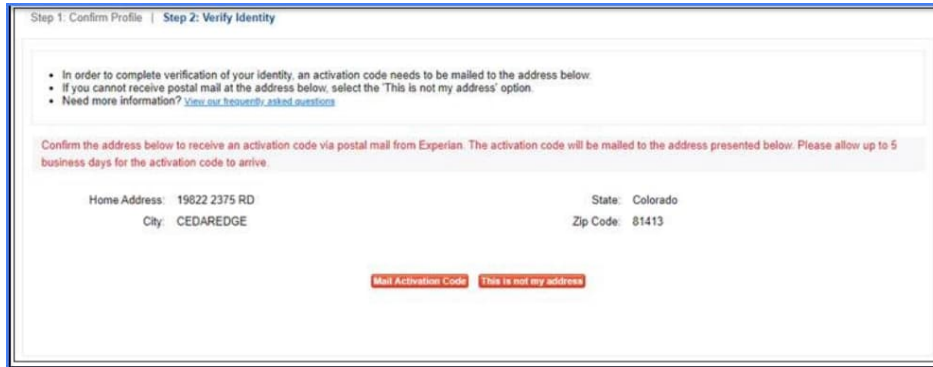 Step 1: Confirm Profile | Step 2: Verify Identity
• In order to complete verification of your identity, an activation code needs to be mailed to the address below.
• If you cannot receive postal mail at the address below, select the 'This is not my address' option.
• Need more information? View our frequently asked questions
Confirm the address below to receive an activation code via postal mail from Experian. The activation code will be mailed to the address presented below. Please allow up to 5
business days for the activation code to arrive.
Home Address: 19822 2375 RD State: Colorado
City: CEDAREDGE Zip Code: 81413
Mail Activation Code This is not my address